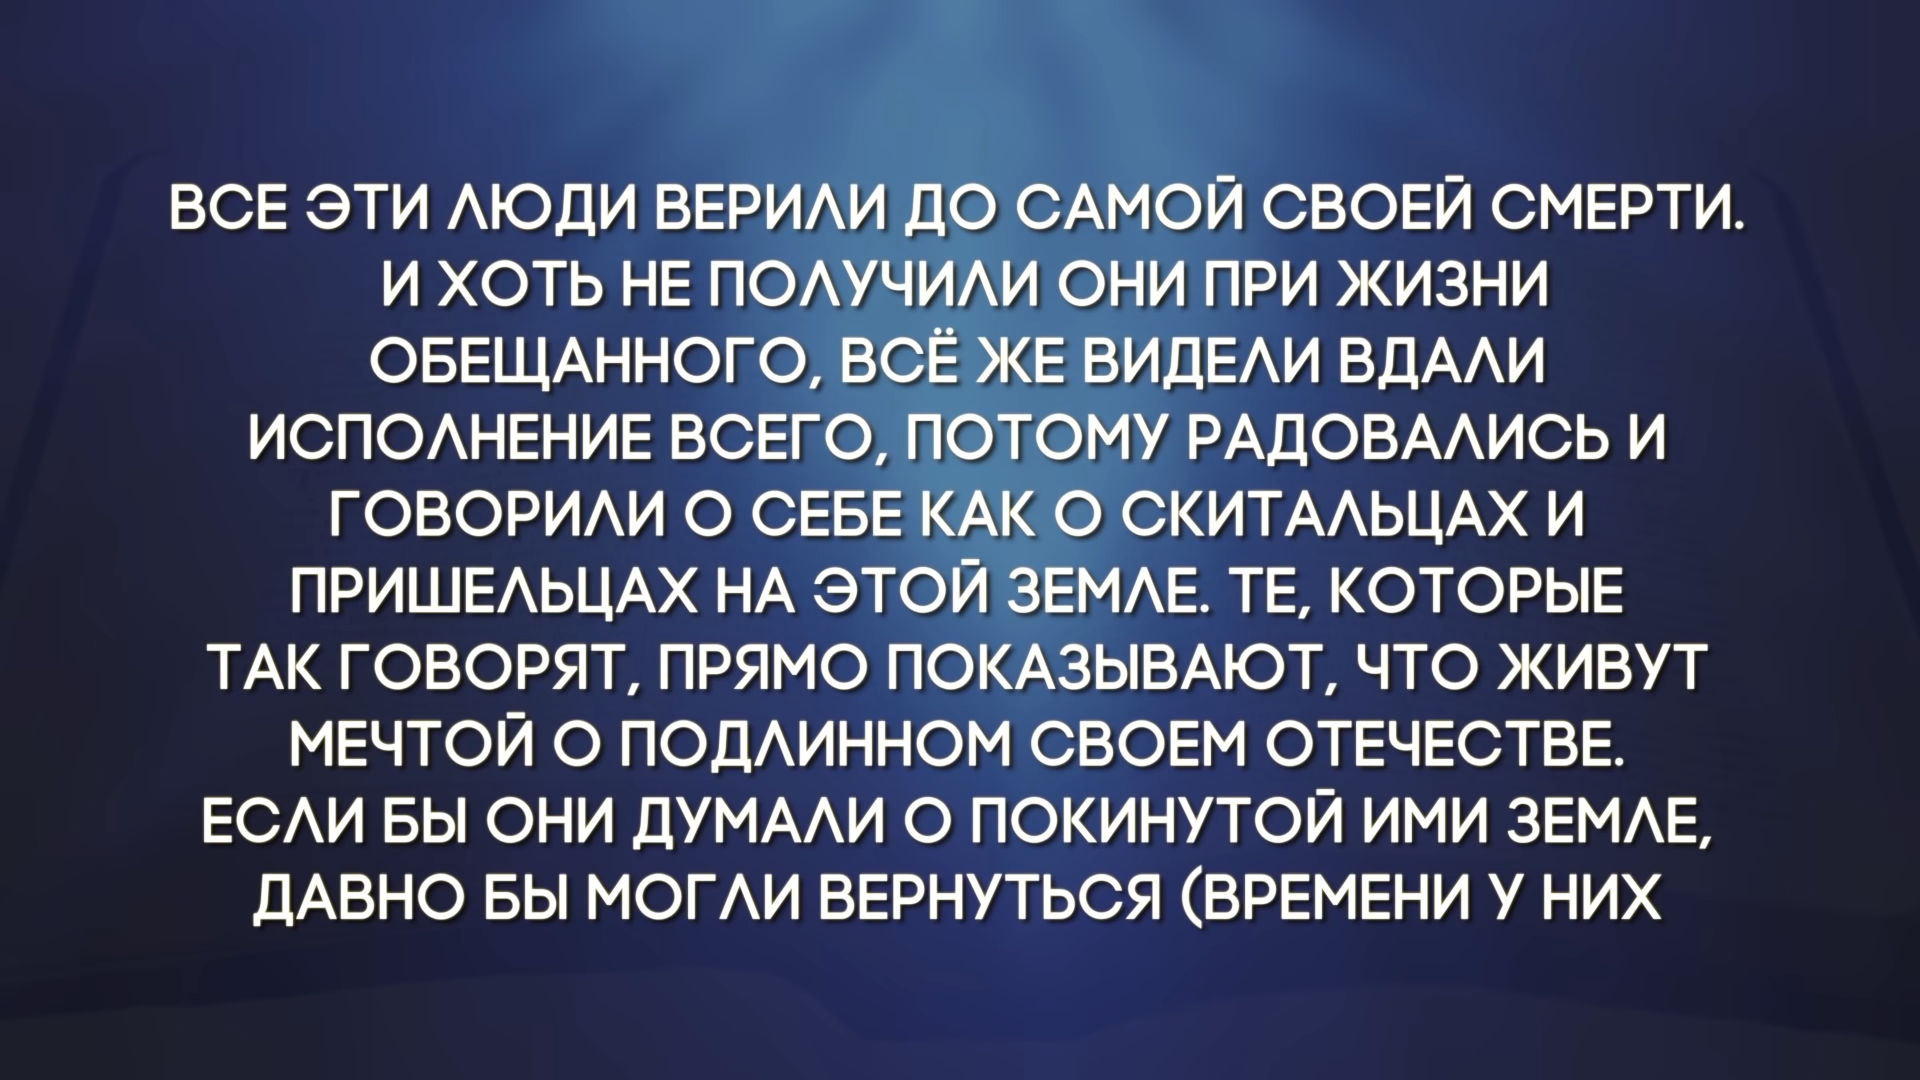 ВСЕ ЭТИ ЛЮДИ ВЕРИЛИ ДО САМОЙ СВОЕЙ СМЕРТИ.
И ХОТЬ НЕ ПОЛУЧИЛИ ОНИ ПРИ ЖИЗНИ
ОБЕЩАННОГО, ВСЁ ЖЕ ВИДЕЛИ ВДАЛИ
ИСПОЛНЕНИЕ ВСЕГО, ПОТОМУ РАДОВАЛИСЬ И
ГОВОРИЛИ О СЕБЕ КАК О СКИТАЛЬЦАХ И
ПРИШЕЛЬЦАХ НА ЭТОЙ ЗЕМЛЕ. ТЕ, КОТОРЫЕ
ТАК ГОВОРЯТ, ПРЯМО ПОКАЗЫВАЮТ, ЧТО ЖИВУТ
МЕЧТОЙ О ПОДЛИННОМ СВОЕМ ОТЕЧЕСТВЕ.
ЕСЛИ БЫ ОНИ ДУМАЛИ О ПОКИНУТОЙ ИМИ ЗЕМЛЕ,
ДАВНО БЫ МОГЛИ ВЕРНУТЬСЯ (ВРЕМЕНИ У НИХ